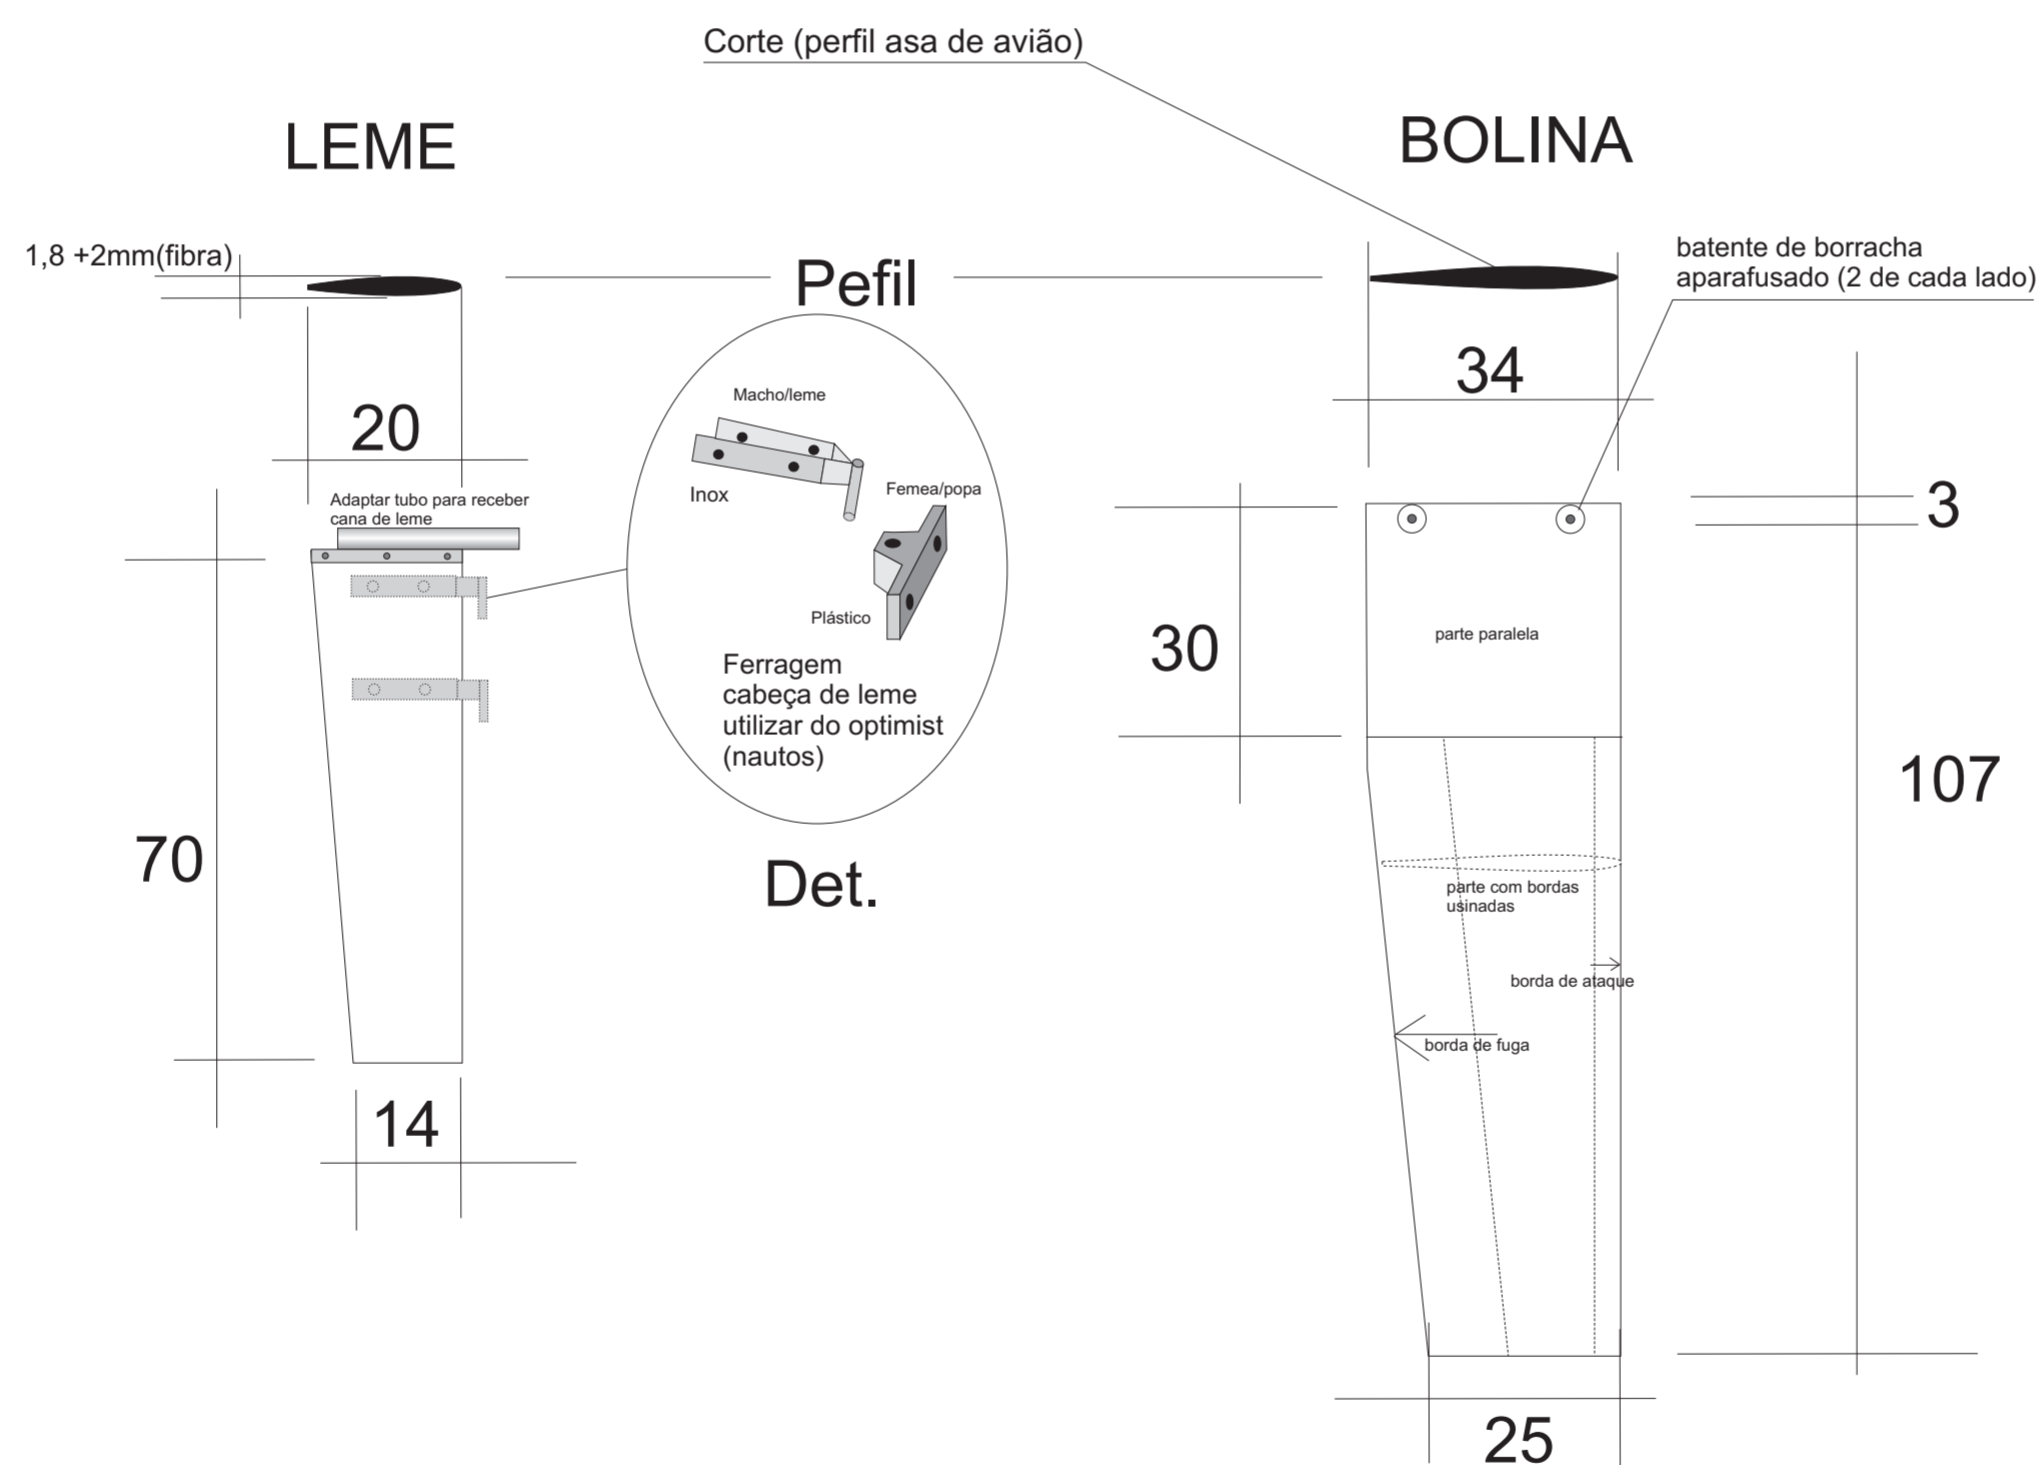 Corte (perfil asa de avião)
LEME
BOLINA
1,8 +2mm(fibra)
Pefil
batente de borracha
aparafusado (2 de cada lado)
34
20
Macho/leme
Inox
Femea/popa
Plástico
Ferragem
cabeça de leme
utilizar do optimist
(nautos)
Det.
Adaptar tubo para receber
cana de leme
70
14
3
30
parte paralela
107
parte com bordas
usinadas
borda de ataque
borda de fuga
25